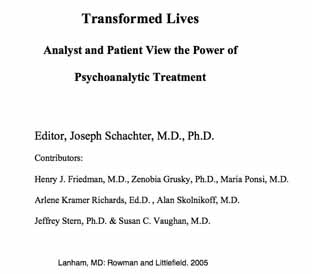 Transformed Lives
Analyst and Patient View the Power of
Psychoanalytic Treatment
Editor, Joseph Schachter, M.D., Ph.D.
Contributors:
Henry J. Friedman, M.D., Zenobia Grusky, Ph.D., Maria Ponsi, M.D.
Arlene Kramer Richards, Ed.D. , Alan Skolnikoff, M.D.
Jeffrey Stern, Ph.D. & Susan C. Vaughan, M.D.
Lanham, MD: Rowman and Littlefield. 2005